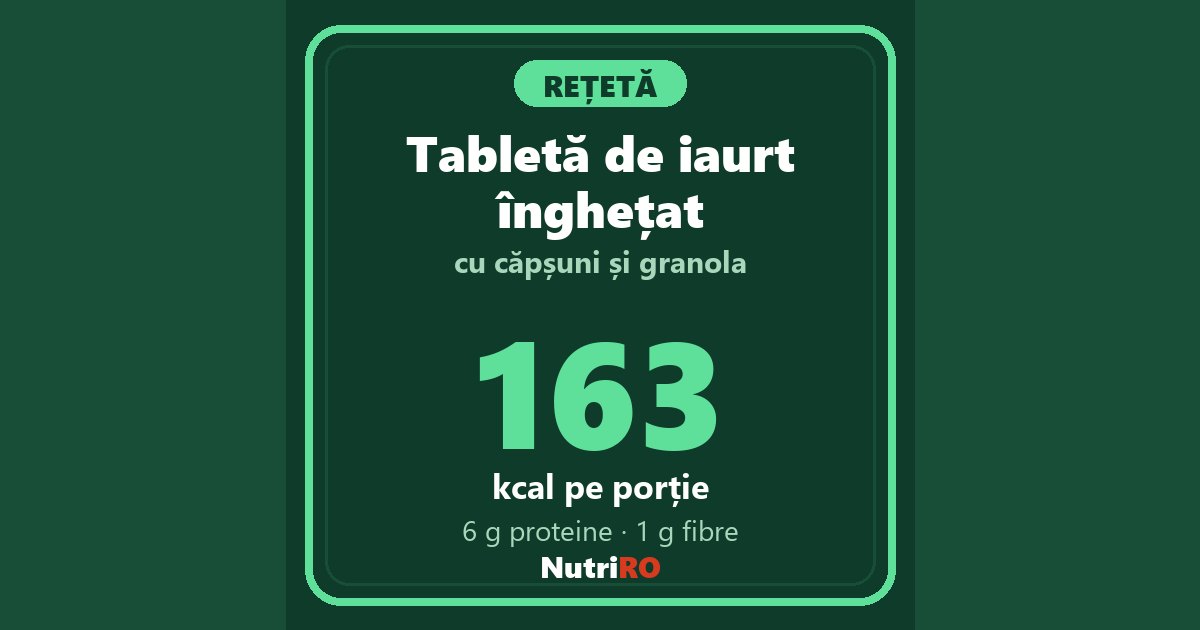 REȚETĂ
Tabletă de iaurt
înghețat
cu căpșuni și granola
163
kcal pe porție
6 g proteine · 1 g fibre
NutriRO